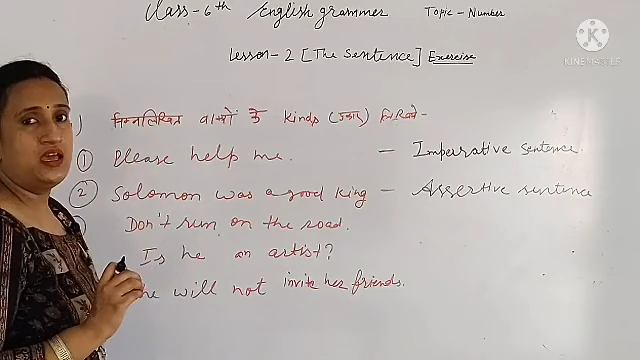 Class-6th /English grammer Topic - Number
Lesson-2 [The Sentence] Exercise
KINEMASTER
) निम्नलिखित वाक्यों के Kinds (प्रकार) लिखिये-
① Please help me. - Imperative sentence.
② Solomon was a good King - Assertive sentence
Don't run on the road.
Is he an artist?
he will not invite her friends.